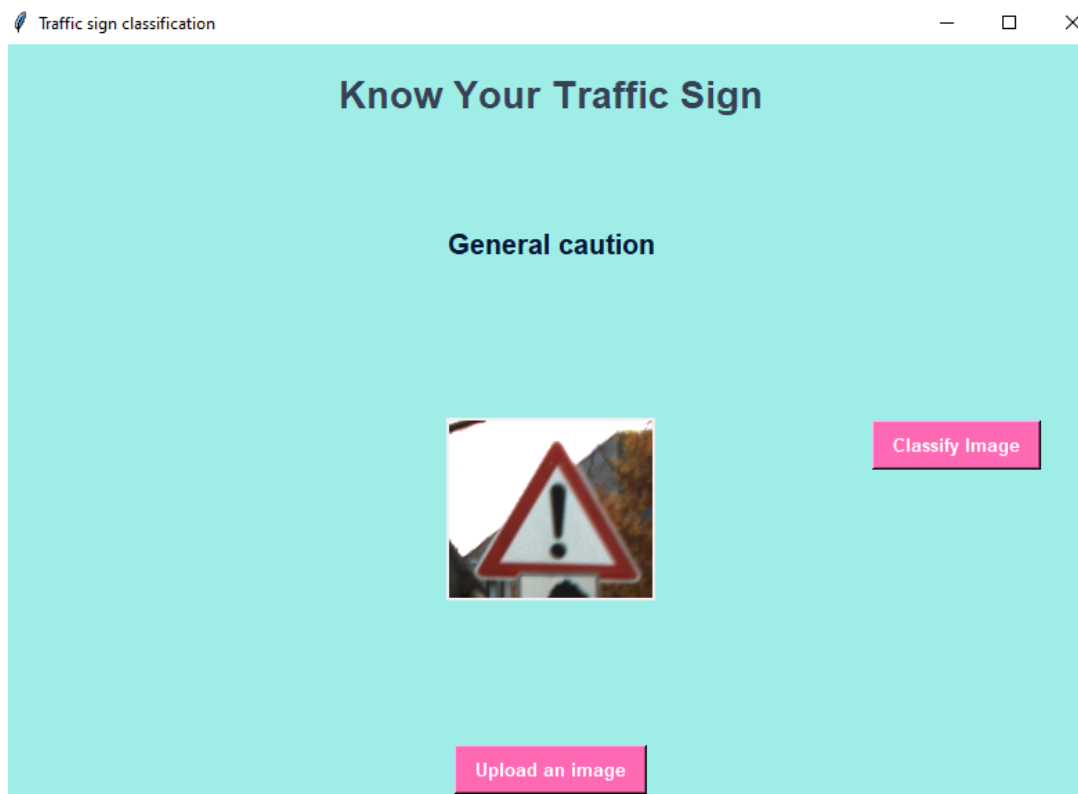 Traffic sign classification
Know Your Traffic Sign
General caution
!
Classify Image
Upload an image